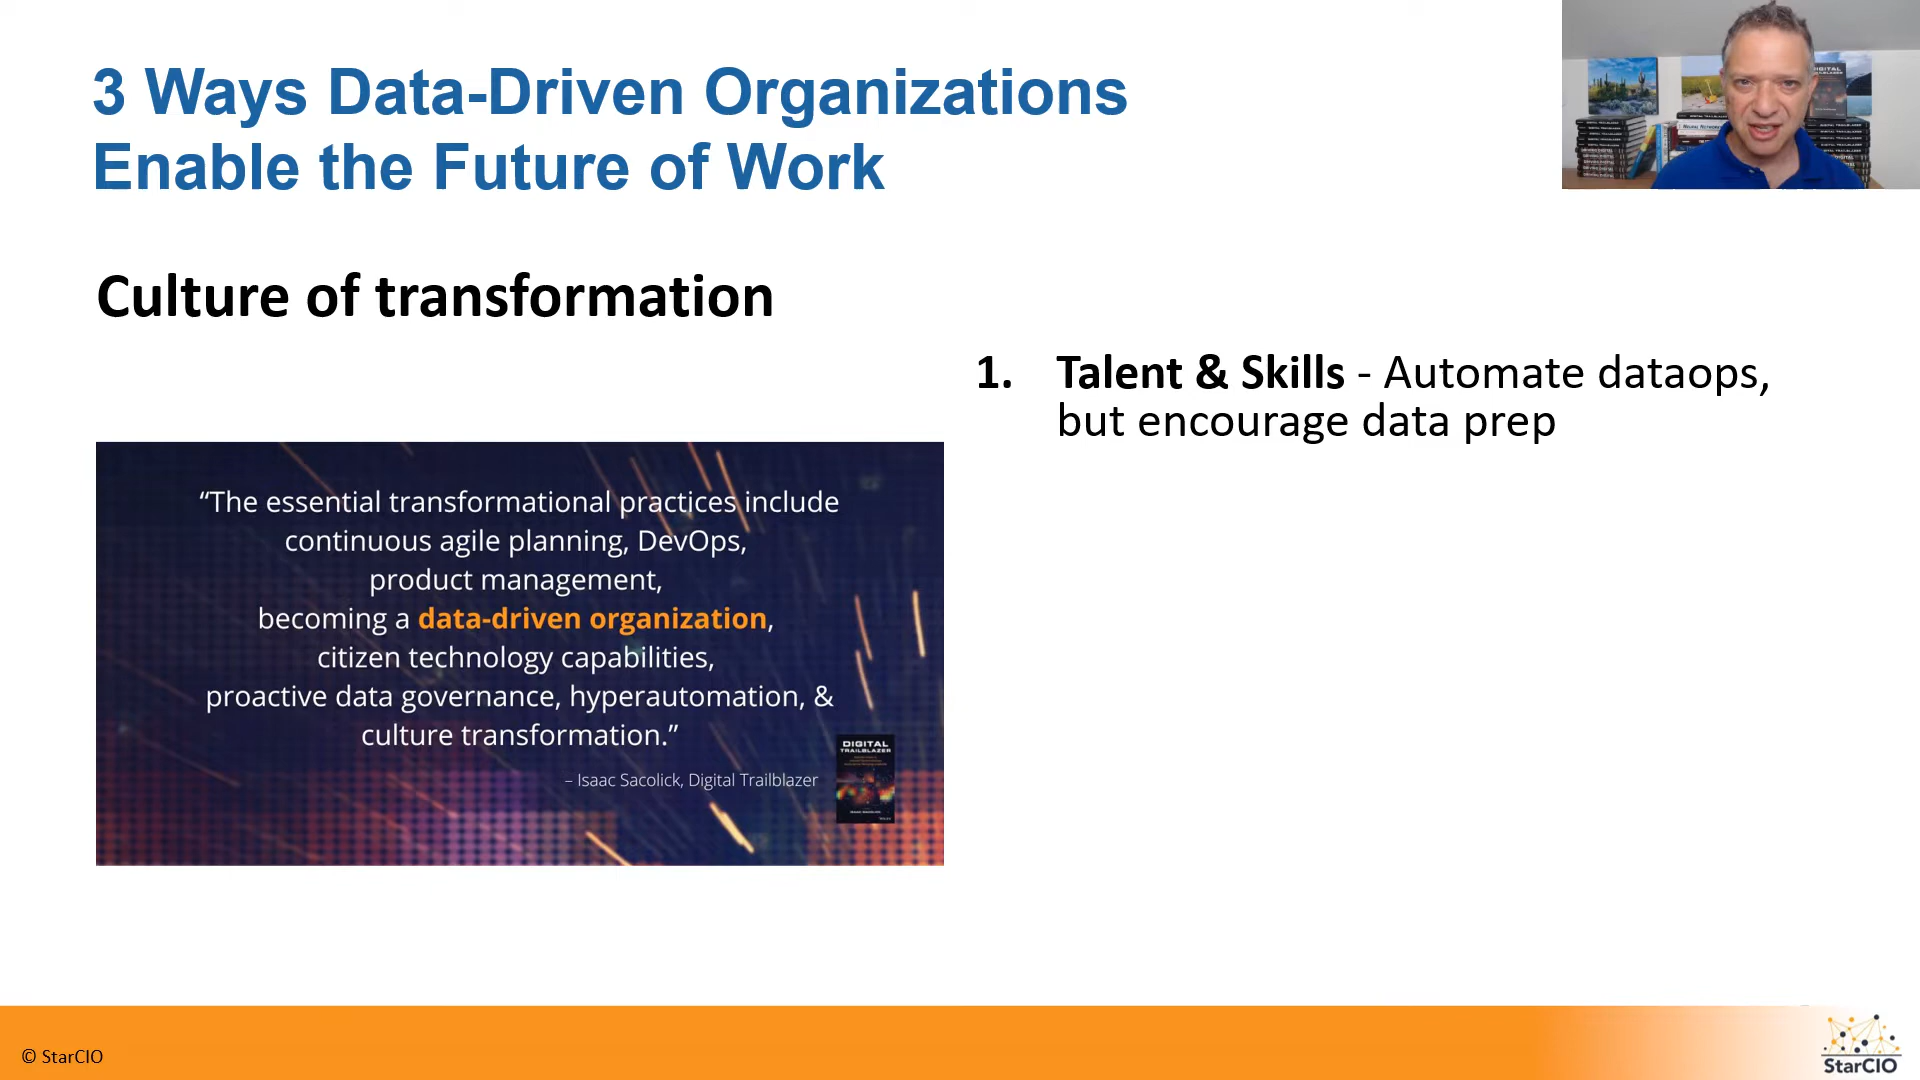 3 Ways Data-Driven Organizations
Enable the Future of Work
Culture of transformation
1. Talent & Skills - Automate dataops,
but encourage data prep
“The essential transformational practices include
continuous agile planning, DevOps,
product management,
becoming a data-driven organization,
citizen technology capabilities,
proactive data governance, hyperautomation, &
culture transformation.”
– Isaac Sacolick, Digital Trailblazer
DIGITAL
TRAILBLAZER
© StarCIO
StarCIO